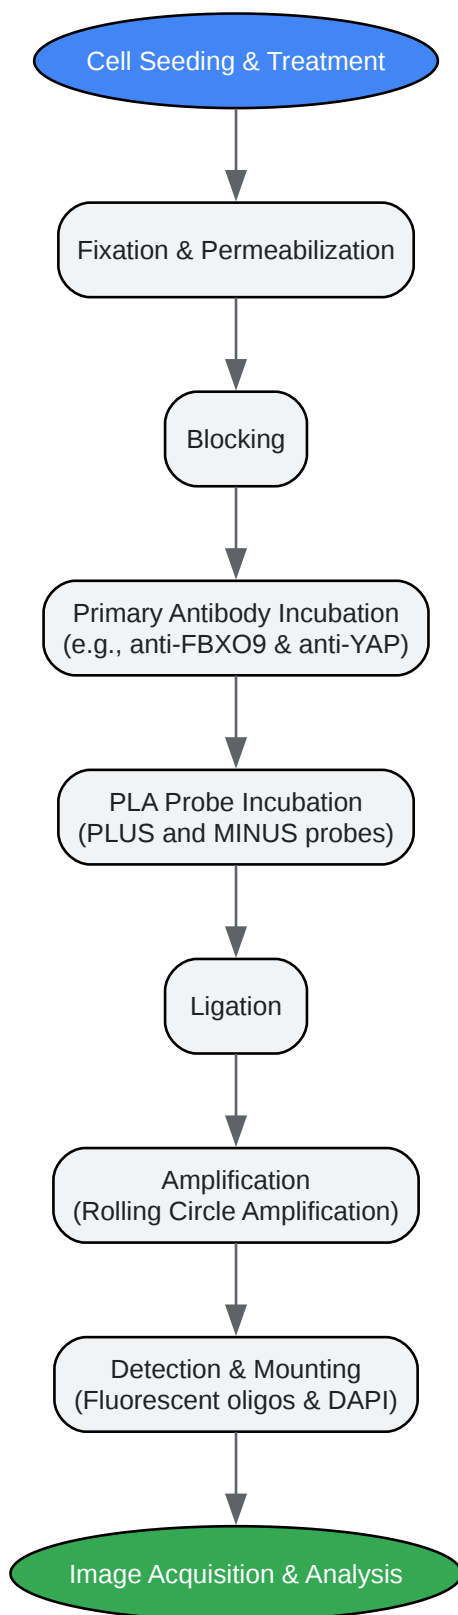 Cell Seeding & Treatment
Fixation & Permeabilization
Blocking
Primary Antibody Incubation
(e.g., anti-FBXO9 & anti-YAP)
PLA Probe Incubation
(PLUS and MINUS probes)
Ligation
Amplification
(Rolling Circle Amplification)
Detection & Mounting
(Fluorescent oligos & DAPI)
Image Acquisition & Analysis